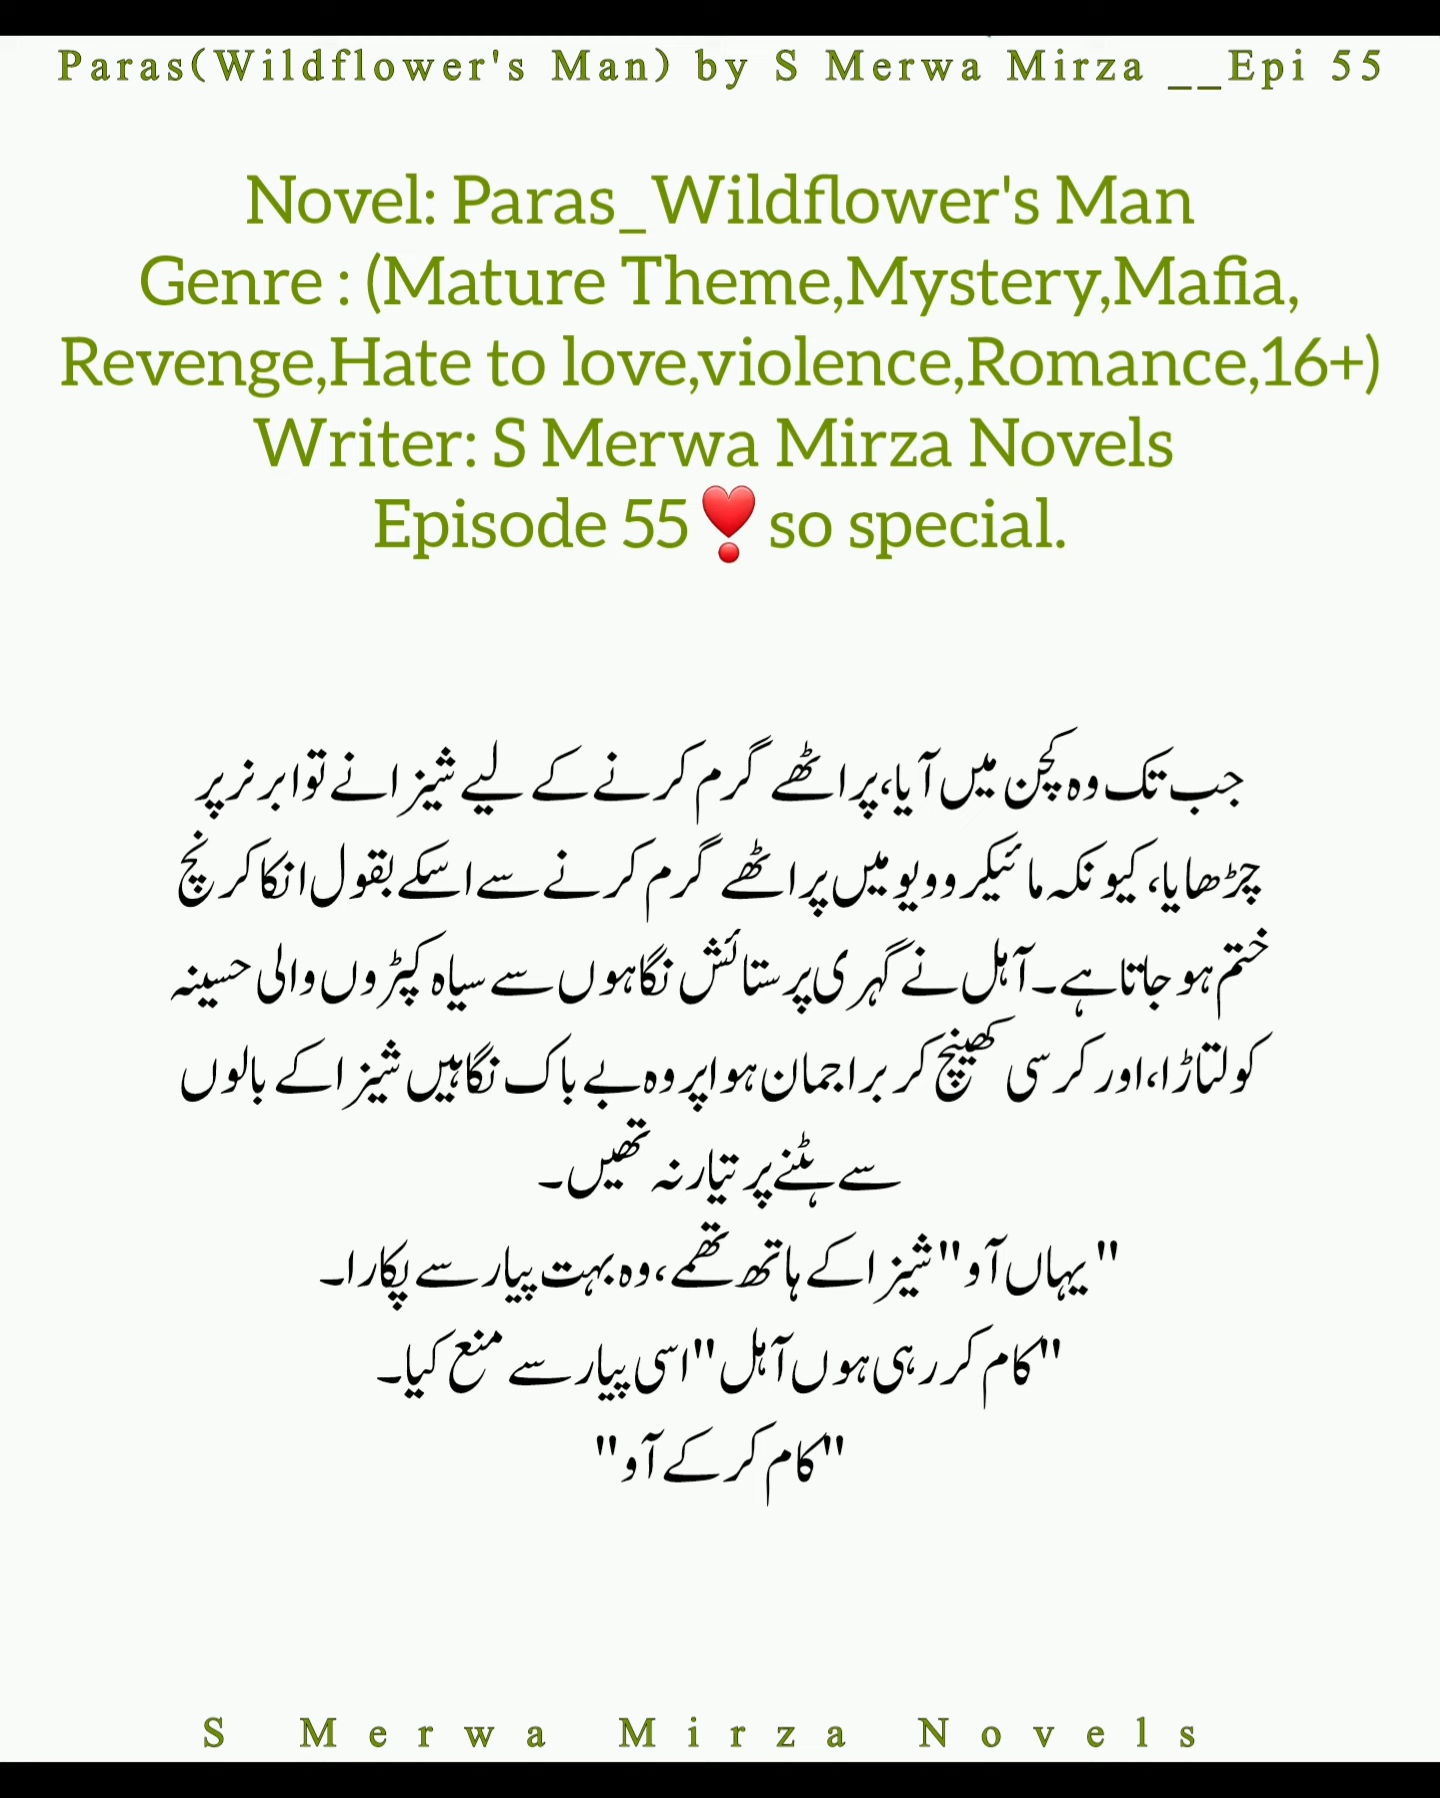 Paras(Wildflower's Man) by S Merwa Mirza __Epi 55
Novel: Paras_Wildflower's Man
Genre : (Mature Theme,Mystery,Mafia,
Revenge,Hate to love,violence,Romance,16+)
Writer: S Merwa Mirza Novels
Episode 55❣️so special.
جب تک وہ کچن میں آیا،پراٹھے گرم کرنے کے لیے شیزا نے توا برنر پر
چڑھایا، کیونکہ مائیکروویو میں پراٹھے گرم کرنے سے اسکے بقول انکا کرنچ
ختم ہو جاتا ہے۔آہل نے گہری پر ستائش نگاہوں سے سیاہ کپڑوں والی حسینہ
کو لتاڑا،اور کرسی کھینچ کر براجمان ہوا پر وہ بے باک نگاہیں شیزا کے بالوں
سے ہٹنے پر تیار نہ تھیں۔
"یہاں آو" شیزا کے ہاتھ تھمے،وہ بہت پیار سے پکارا۔
"کام کر رہی ہوں آہل"اسی پیار سے منع کیا۔
"کام کر کے آو"
S Merwa Mirza Novels